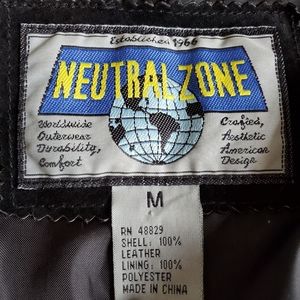 Established 1966
NEUTRAL ZONE
Worldwide
Outerwear
Durability,
Comfort
Crafted,
Aesthetic
American
Design
M
RN 48829
SHELL: 100%
LEATHER
LINING: 100%
POLYESTER
MADE IN CHINA